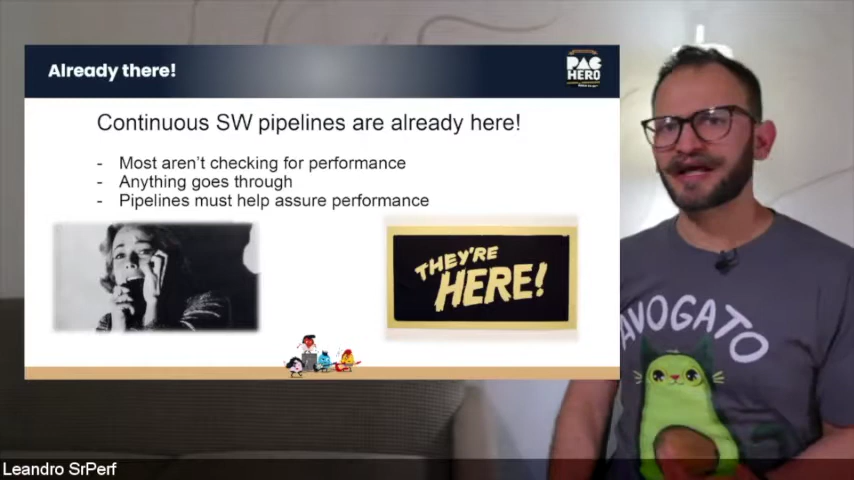 Already there!
PAC
HERO
Continuous SW pipelines are already here!
- Most aren't checking for performance
- Anything goes through
- Pipelines must help assure performance
THEY'RE
HERE!
AVOGATO
Leandro SrPerf